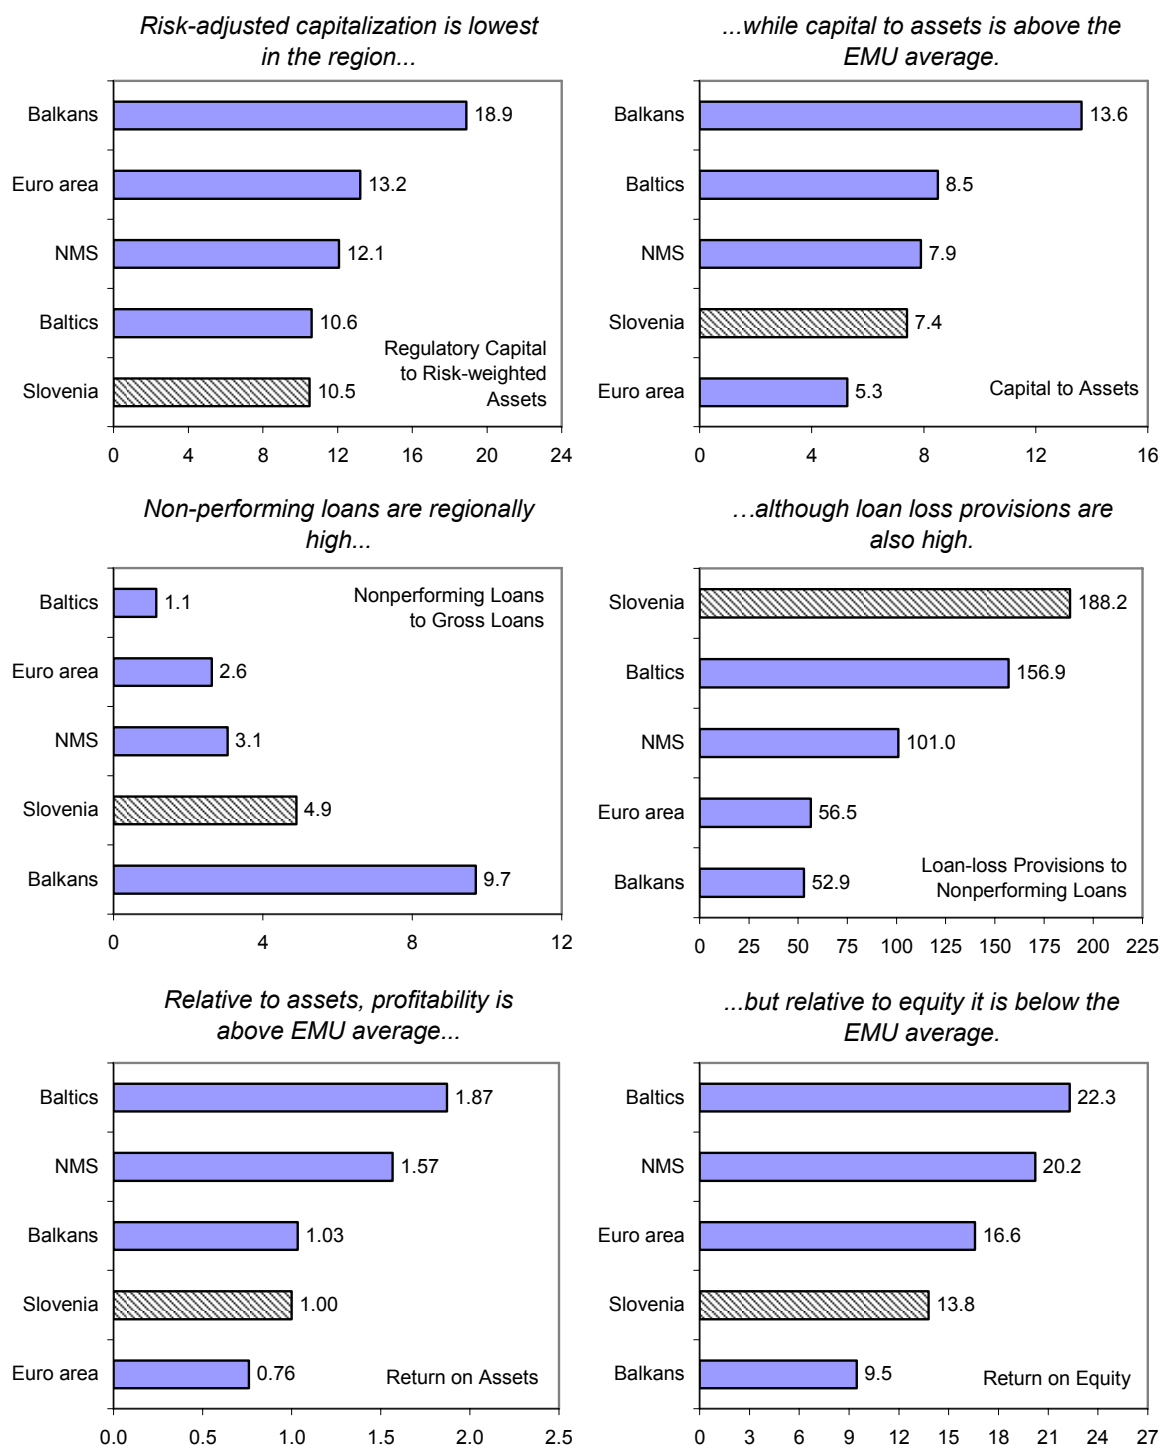 Risk-adjusted capitalization is lowest
in the region...
Balkans
18.9
Euro area
13.2
NMS
12.1
Baltics
10.6
Slovenia
10.5
Regulatory Capital
to Risk-weighted
Assets
0 4 8 12 16 20 24
...while capital to assets is above the
EMU average.
Balkans
13.6
Baltics
8.5
NMS
7.9
Slovenia
7.4
Euro area
5.3
Capital to Assets
0 4 8 12 16
Non-performing loans are regionally
high...
Nonperforming Loans
to Gross Loans
Baltics
1.1
Euro area
2.6
NMS
3.1
Slovenia
4.9
Balkans
9.7
0 4 8 12
…although loan loss provisions are
also high.
Slovenia
188.2
Baltics
156.9
NMS
101.0
Euro area
56.5
Balkans
52.9
Loan-loss Provisions to
Nonperforming Loans
0 25 50 75 100 125 150 175 200 225
Relative to assets, profitability is
above EMU average...
Baltics
1.87
NMS
1.57
Balkans
1.03
Slovenia
1.00
Euro area
0.76
Return on Assets
0.0 0.5 1.0 1.5 2.0 2.5
...but relative to equity it is below the
EMU average.
Baltics
22.3
NMS
20.2
Euro area
16.6
Slovenia
13.8
Balkans
9.5
Return on Equity
0 3 6 9 12 15 18 21 24 27